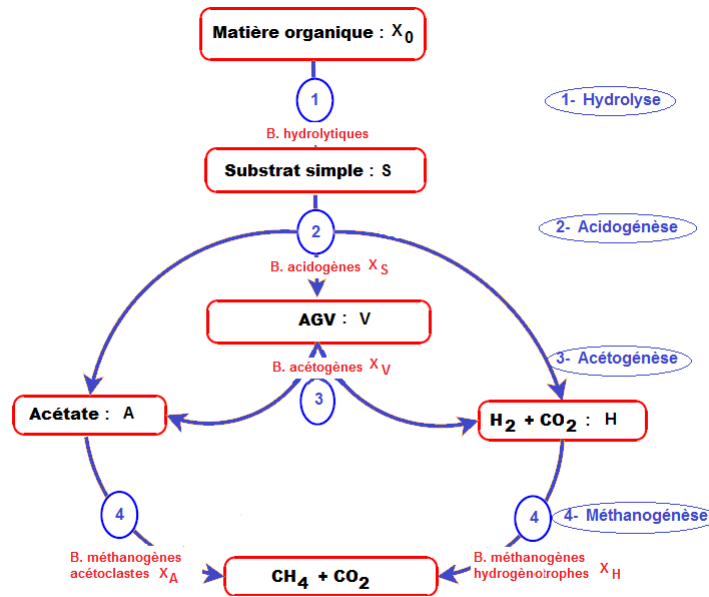 Matière organique : X0
1
1- Hydrolyse
B. hydrolytiques
Substrat simple : S
2
2- Acidogénèse
B. acidogènes XS
AGV : V
3- Acétogénèse
B. acétogènes XV
3
Acétate : A
H2 + CO2 : H
4
4
4- Méthanogénèse
B. méthanogènes
acétoclastes XA
CH4 + CO2
B. méthanogènes
hydrogènotrophes XH